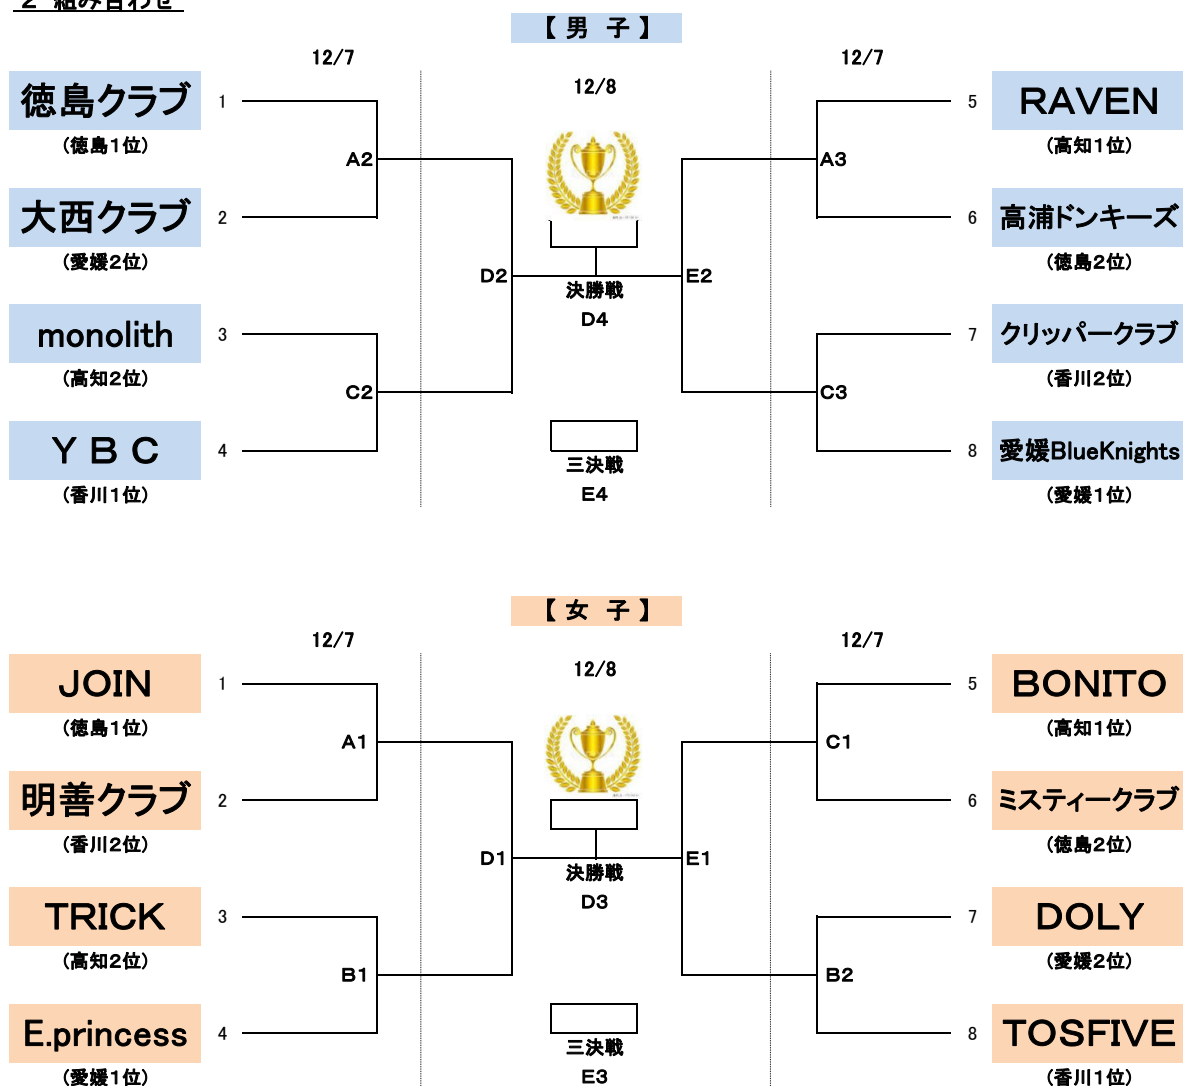 2 組み合わせ
【 男 子 】
12/7
12/8
12/7
徳島クラブ
1
(徳島1位)
A2
大西クラブ
2
(愛媛2位)
D2
monolith
3
(高知2位)
C2
YBC
4
(香川1位)
決勝戦
D4
三決戦
E4
5
RAVEN
(高知1位)
A3
6
高浦ドンキーズ
(徳島2位)
E2
7
クリッパークラブ
(香川2位)
C3
8
愛媛BlueKnights
(愛媛1位)
【 女 子 】
12/7
12/8
12/7
JOIN
1
(徳島1位)
A1
明善クラブ
2
(香川2位)
D1
TRICK
3
(高知2位)
B1
E.princess
4
(愛媛1位)
決勝戦
D3
三決戦
E3
5
BONITO
(高知1位)
C1
6
ミスティークラブ
(徳島2位)
E1
7
DOLY
(愛媛2位)
B2
8
TOSFIVE
(香川1位)